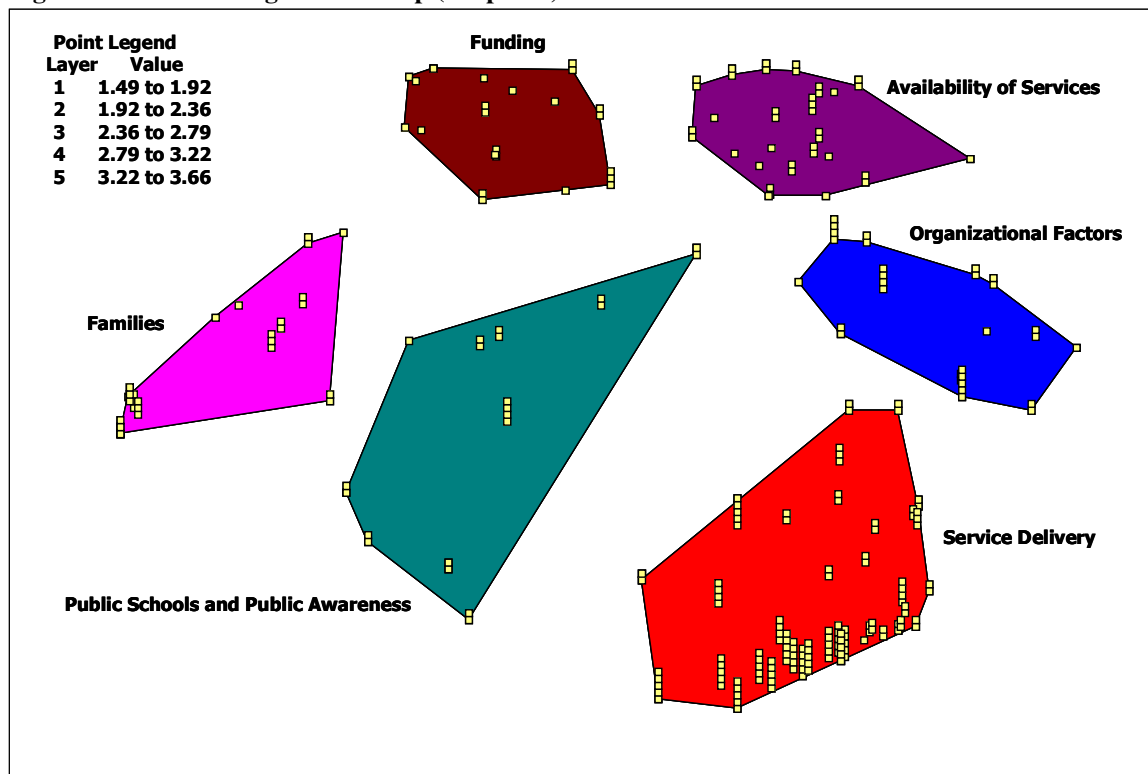 Point Legend
Layer Value
1 1.49 to 1.92
2 1.92 to 2.36
3 2.36 to 2.79
4 2.79 to 3.22
5 3.22 to 3.66
Funding
Availability of Services
Organizational Factors
Families
Service Delivery
Public Schools and Public Awareness